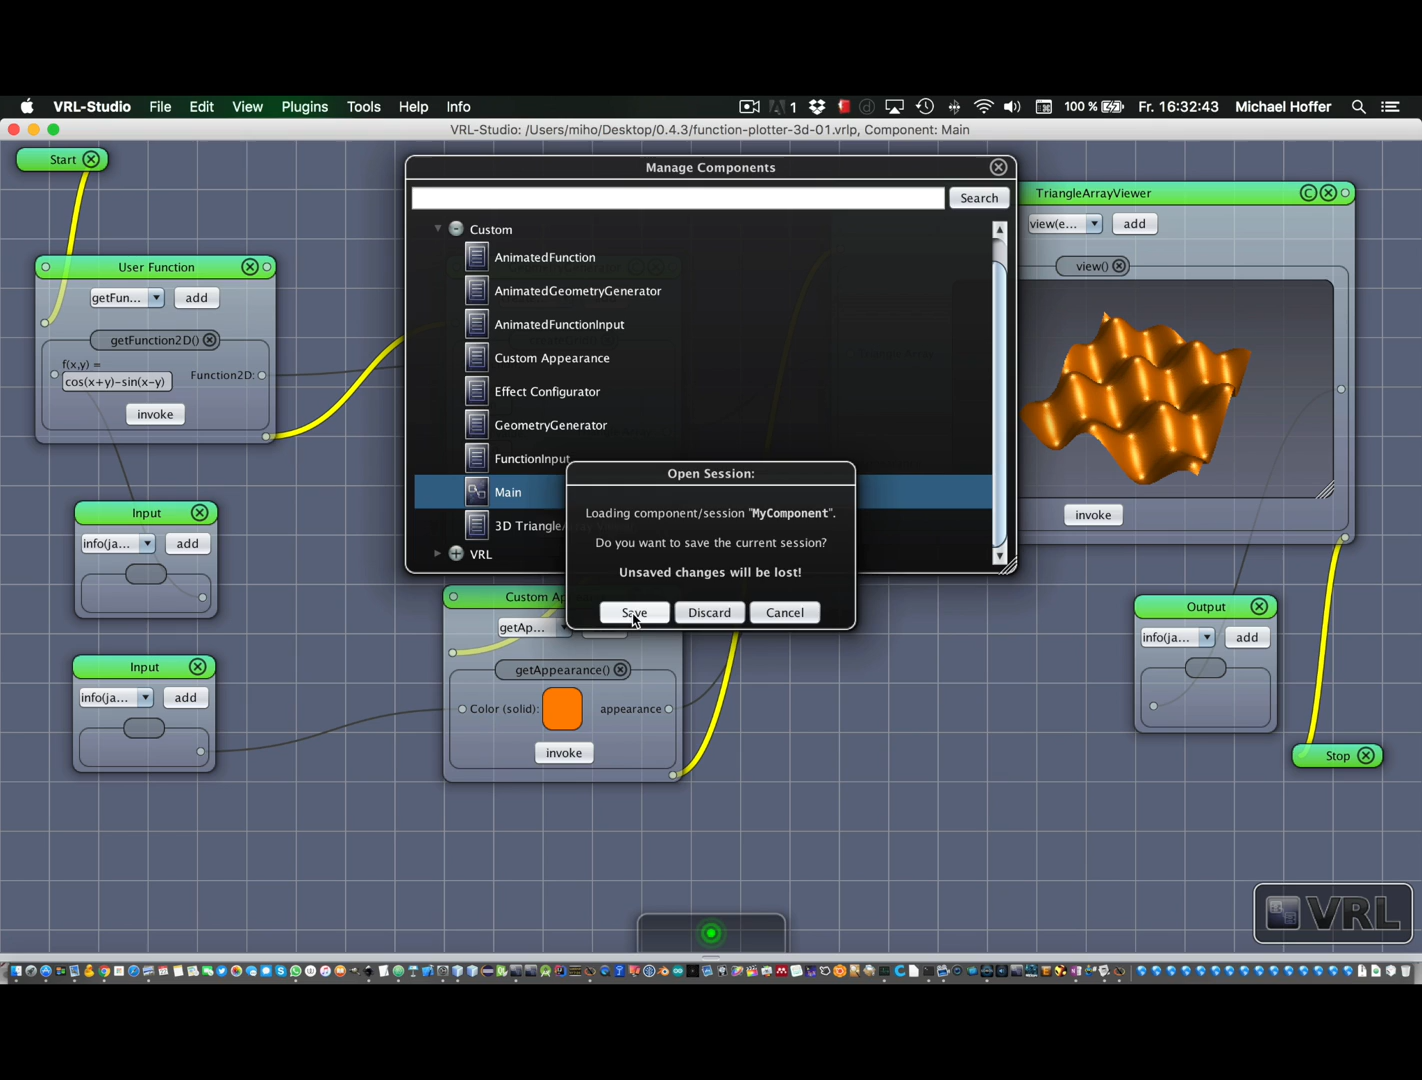 VRL-Studio File Edit View Plugins Tools Help Info
1 100 % Fr. 16:32:43 Michael Hoffer
VRL-Studio: /Users/miho/Desktop/0.4.3/function-plotter-3d-01.vrlp, Component: Main
Start
Manage Components
Search
Custom
AnimatedFunction
AnimatedGeometryGenerator
AnimatedFunctionInput
Custom Appearance
Effect Configurator
GeometryGenerator
FunctionInput
Main
3D Triangle
VRL
User Function
getFun... add
getFunction2D()
f(x,y) =
cos(x+y)-sin(x-y)
Function2D:
invoke
TriangleArrayViewer
view(e... add
view()
invoke
Open Session:
Loading component/session "MyComponent".
Do you want to save the current session?
Unsaved changes will be lost!
Save Discard Cancel
Input
info(ja... add
Input
info(ja... add
Custom
getAp...
getAppearance()
Color (solid): appearance
invoke
Output
info(ja... add
Stop
VRL